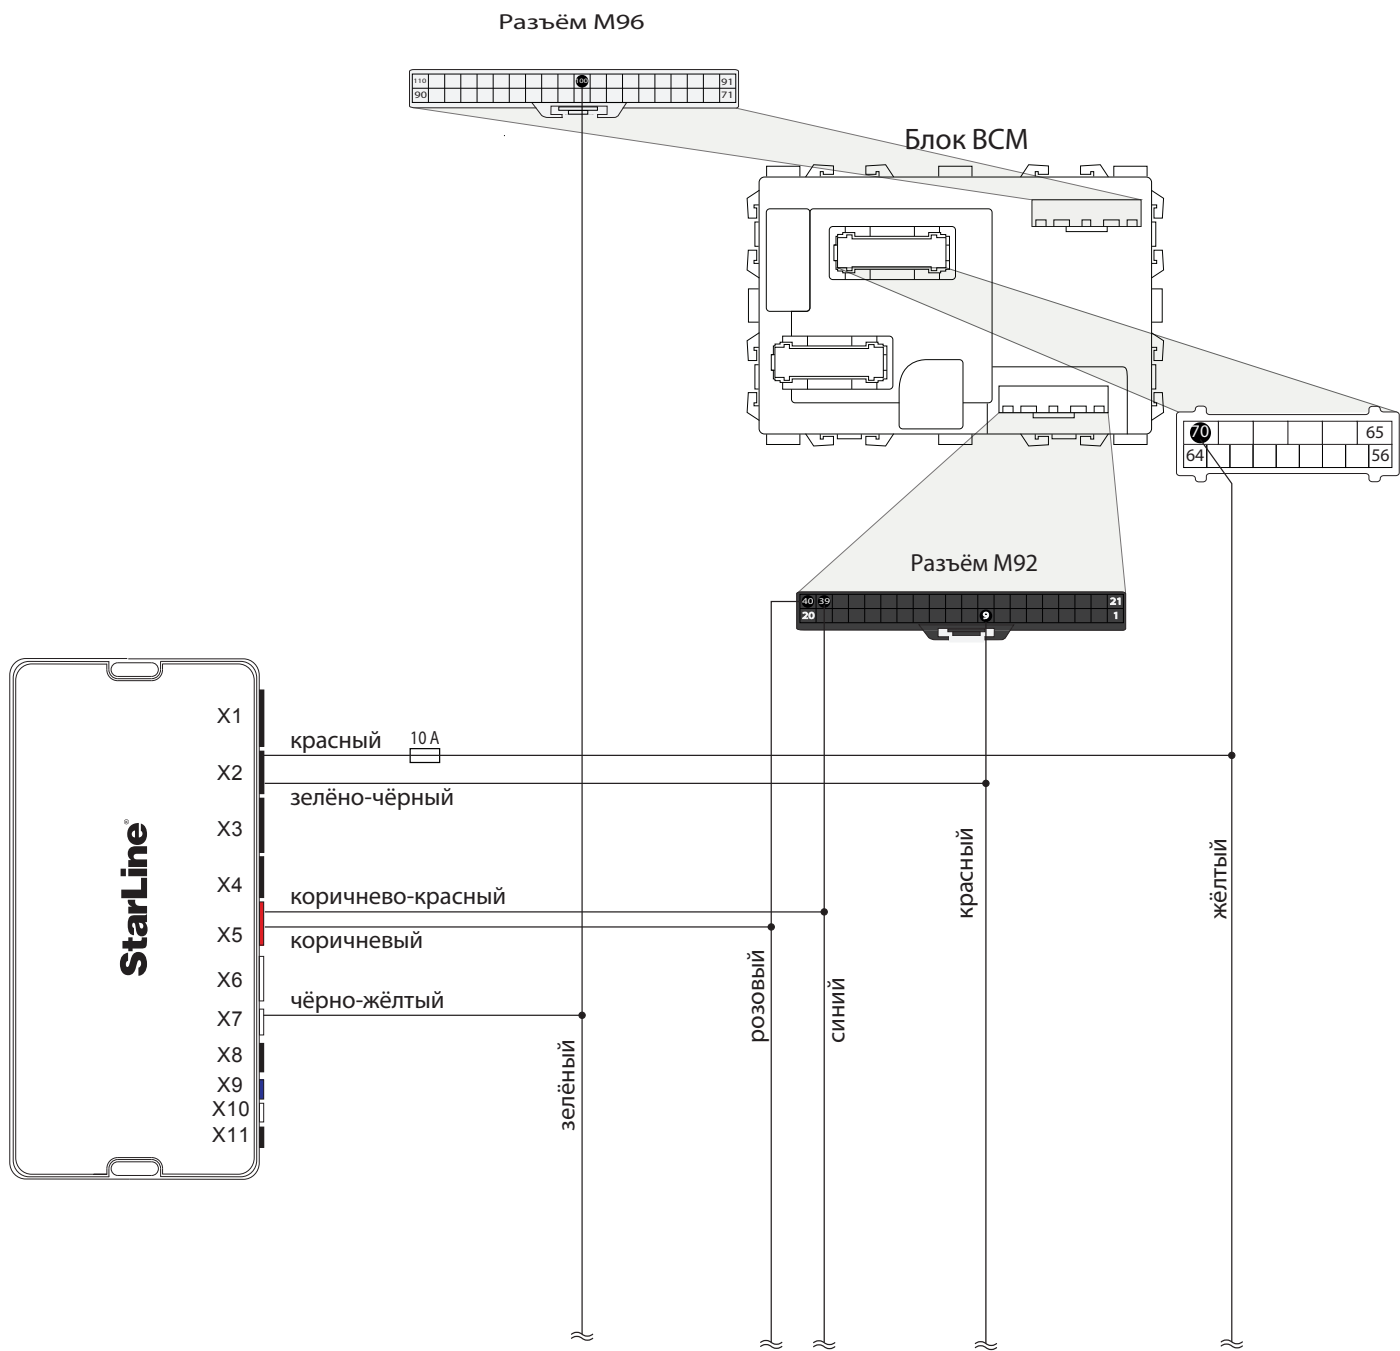 Разъём М96
110 100 91
90 71
Блок BCM
70 65
64 56
Разъём М92
40 39 21
20 9 1
X1
красный 10 А
X2
зелёно-чёрный
X3
X4
коричнево-красный
X5
коричневый
X6
чёрно-жёлтый
X7
X8
X9
X10
X11
StarLine®
зелёный
розовый
синий
красный
жёлтый